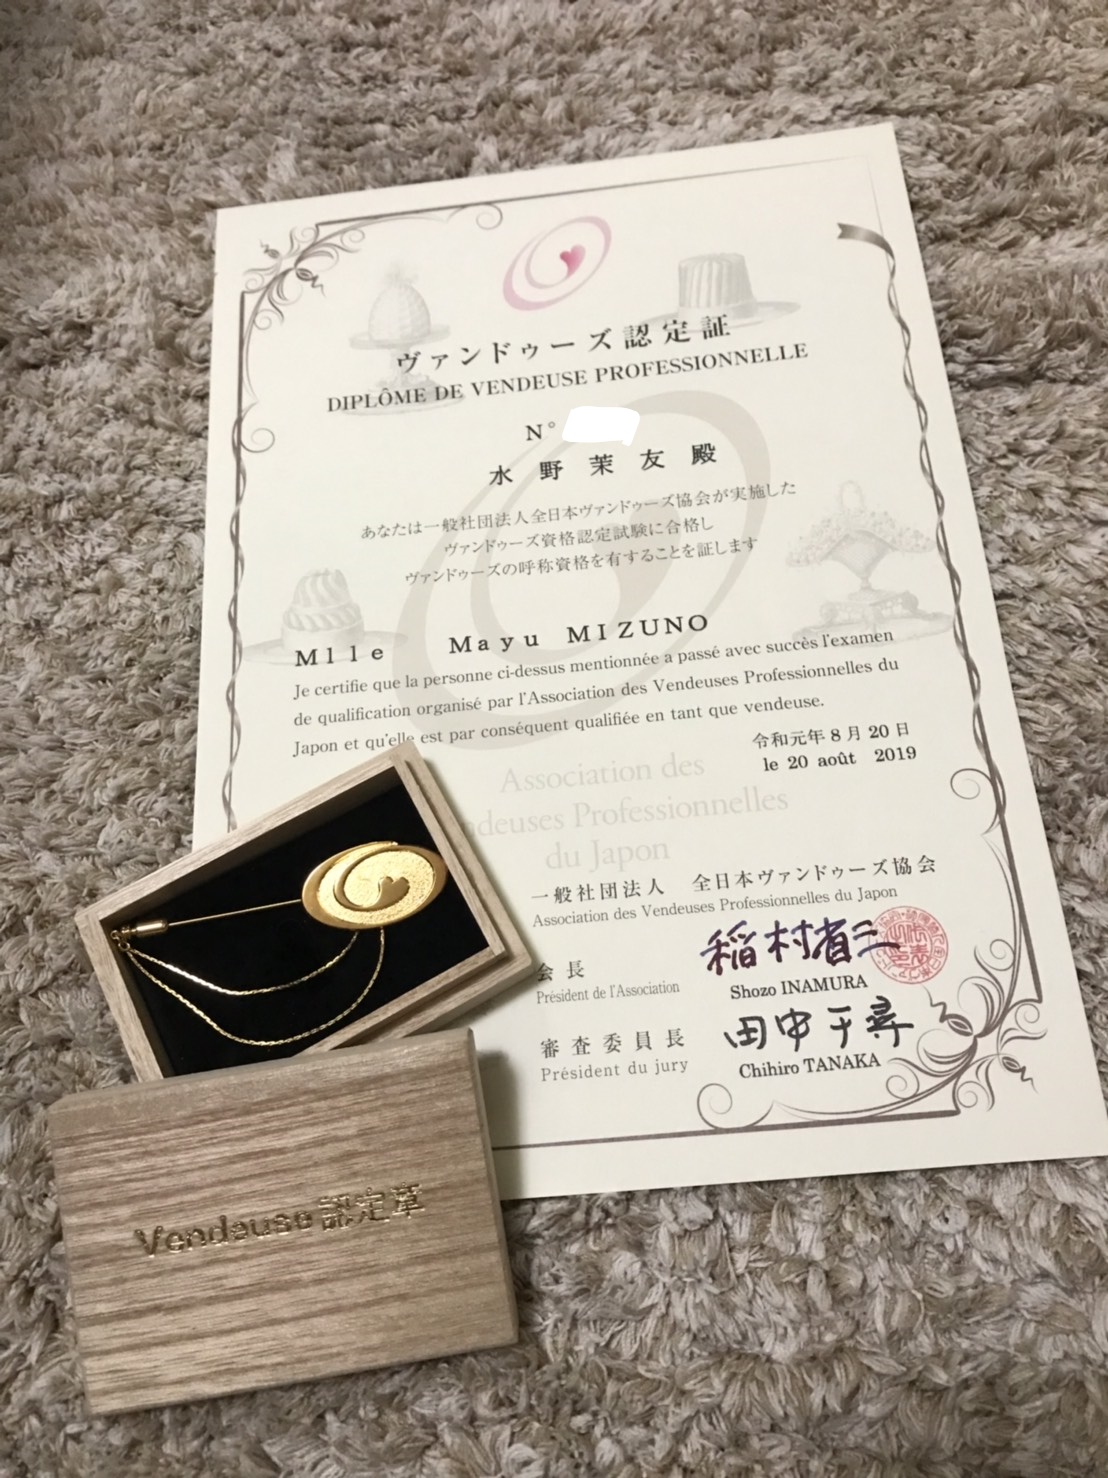 ヴァンドゥーズ認定証
DIPLÔME DE VENDEUSE PROFESSIONNELLE
N°
水野茉友殿
あなたは一般社団法人全日本ヴァンドゥーズ協会が実施した
ヴァンドゥーズ資格認定試験に合格し
ヴァンドゥーズの呼称資格を有することを証します
Mlle Mayu MIZUNO
Je certifie que la personne ci-dessus mentionnée a passé avec succès l'examen
de qualification organisé par l'Association des Vendeuses Professionnelles du
Japon et qu'elle est par conséquent qualifiée en tant que vendeuse.
令和元年8月20日
le 20 août 2019
Association des
deuses Professionnelles
du Japon
一般社団法人 全日本ヴァンドゥーズ協会
Association des Vendeuses Professionnelles du Japon
会長 稲村省三
Président de l'Association Shozo INAMURA
審査委員長 田中千尋
Président du jury Chihiro TANAKA
Vendeuse認定章